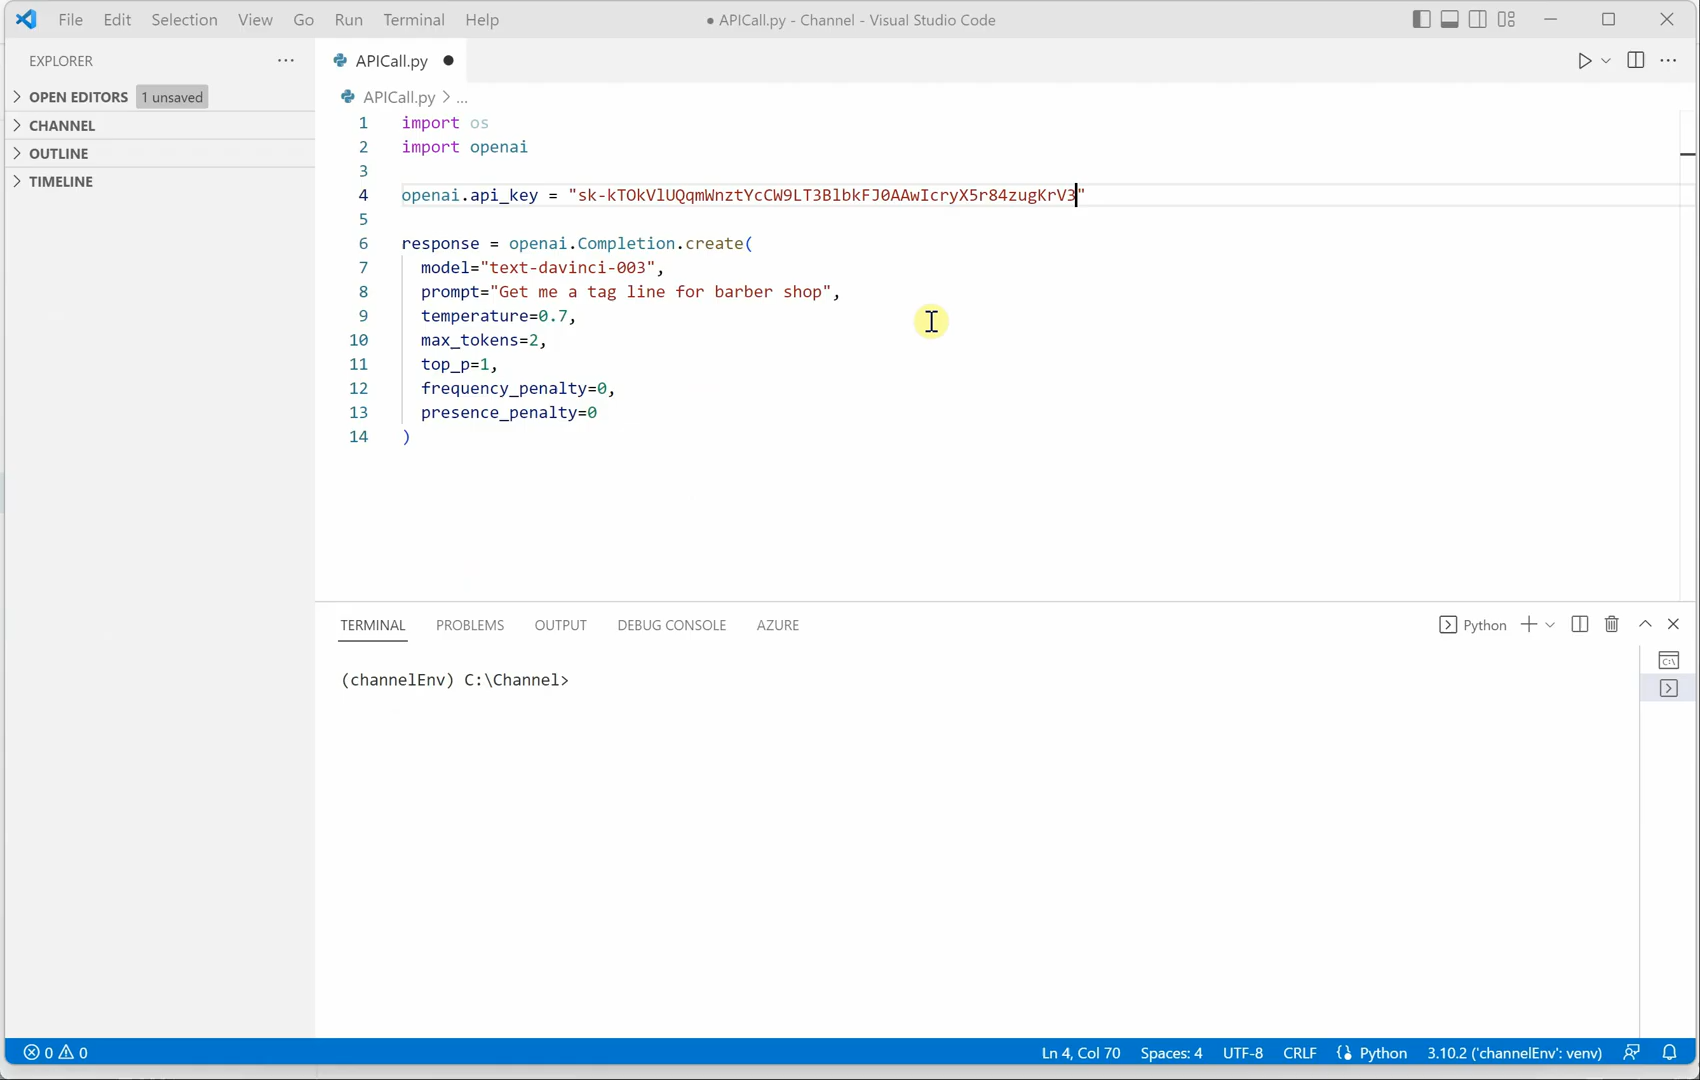 File Edit Selection View Go Run Terminal Help
● APICall.py - Channel - Visual Studio Code
EXPLORER
OPEN EDITORS 1 unsaved
CHANNEL
OUTLINE
TIMELINE
APICall.py
APICall.py > ...
1 import os
2 import openai
3
4 openai.api_key = "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"
5
6 response = openai.Completion.create(
7 model="text-davinci-003",
8 prompt="Get me a tag line for barber shop",
9 temperature=0.7,
10 max_tokens=2,
11 top_p=1,
12 frequency_penalty=0,
13 presence_penalty=0
14 )
TERMINAL PROBLEMS OUTPUT DEBUG CONSOLE AZURE
Python
(channelEnv) C:\Channel>
0 0
Ln 4, Col 70 Spaces: 4 UTF-8 CRLF Python 3.10.2 ('channelEnv': venv)